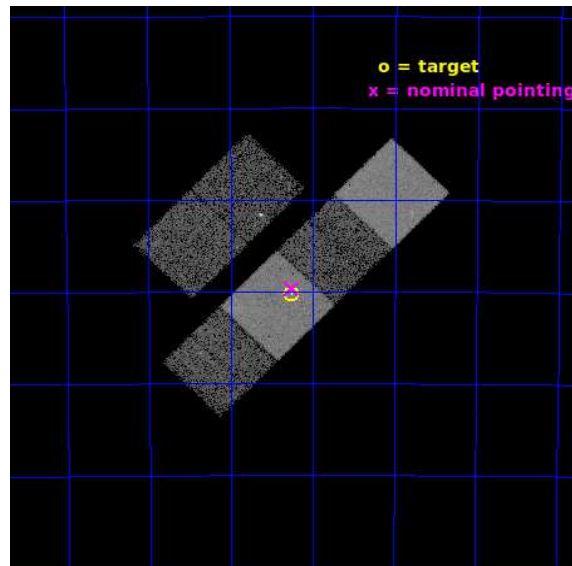 o = target
x = nominal pointing